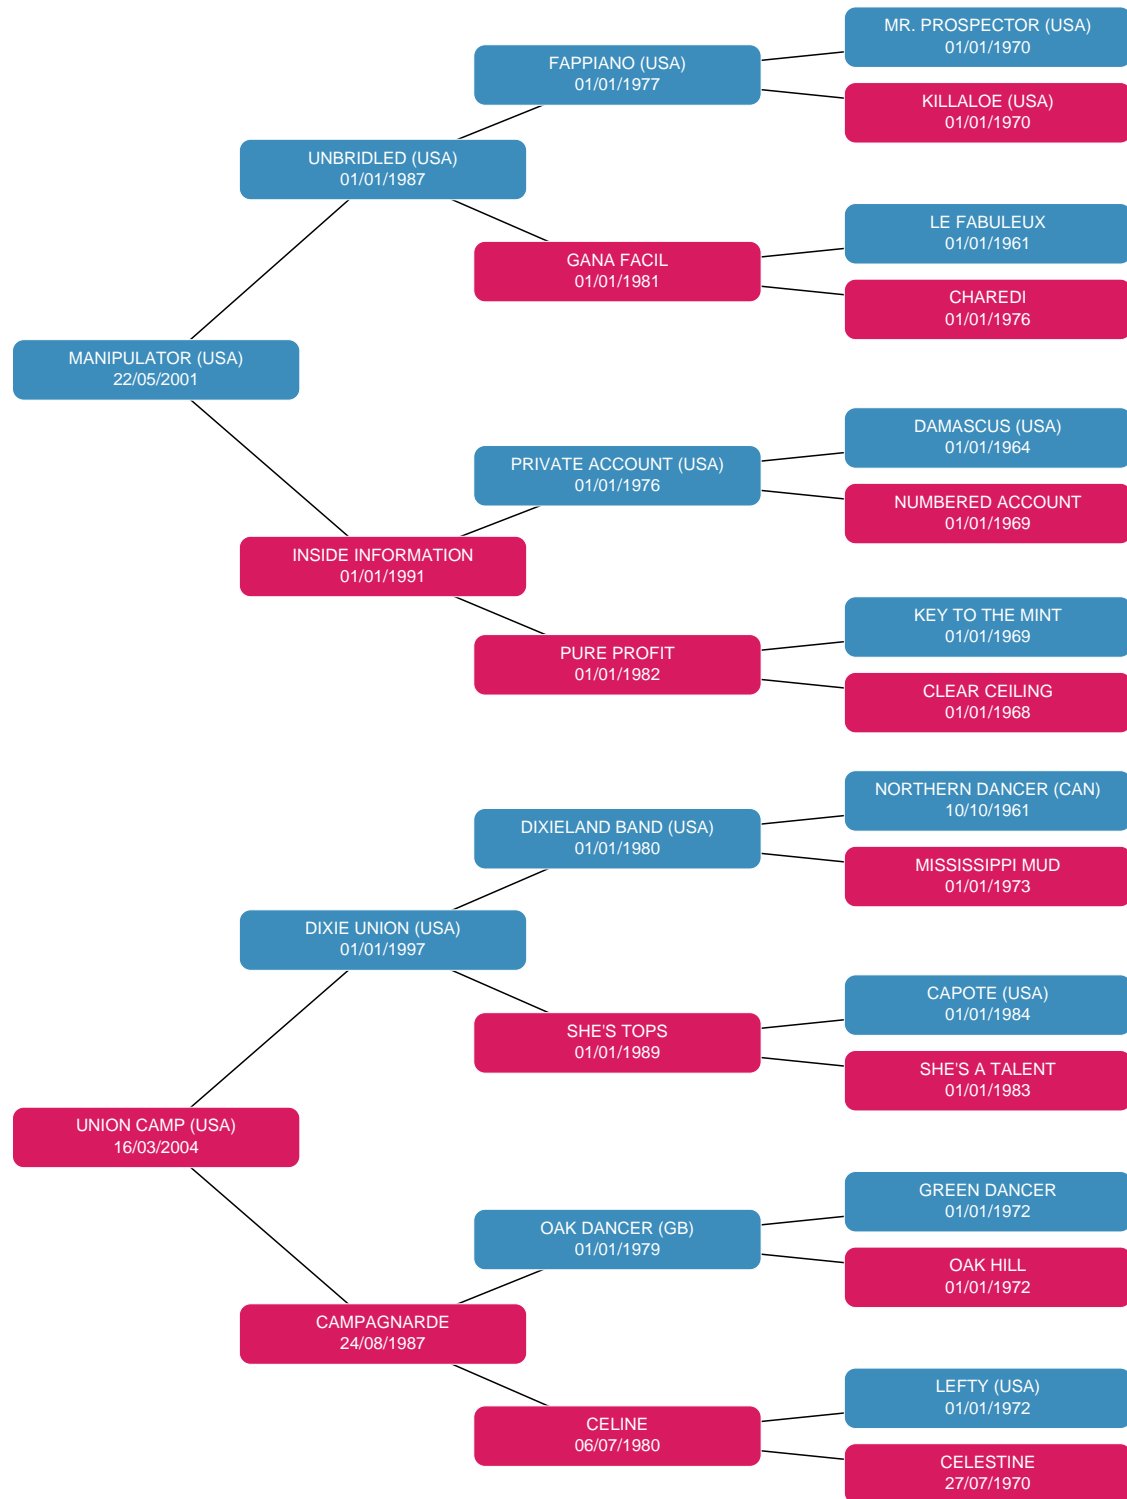 MR. PROSPECTOR (USA)
01/01/1970
FAPPIANO (USA)
01/01/1977
KILLALOE (USA)
01/01/1970
UNBRIDLED (USA)
01/01/1987
LE FABULEUX
01/01/1961
GANA FACIL
01/01/1981
CHAREDI
01/01/1976
MANIPULATOR (USA)
22/05/2001
DAMASCUS (USA)
01/01/1964
PRIVATE ACCOUNT (USA)
01/01/1976
NUMBERED ACCOUNT
01/01/1969
INSIDE INFORMATION
01/01/1991
KEY TO THE MINT
01/01/1969
PURE PROFIT
01/01/1982
CLEAR CEILING
01/01/1968
NORTHERN DANCER (CAN)
10/10/1961
DIXIELAND BAND (USA)
01/01/1980
MISSISSIPPI MUD
01/01/1973
DIXIE UNION (USA)
01/01/1997
CAPOTE (USA)
01/01/1984
SHE'S TOPS
01/01/1989
SHE'S A TALENT
01/01/1983
UNION CAMP (USA)
16/03/2004
GREEN DANCER
01/01/1972
OAK DANCER (GB)
01/01/1979
OAK HILL
01/01/1972
CAMPAGNARDE
24/08/1987
LEFTY (USA)
01/01/1972
CELINE
06/07/1980
CELESTINE
27/07/1970